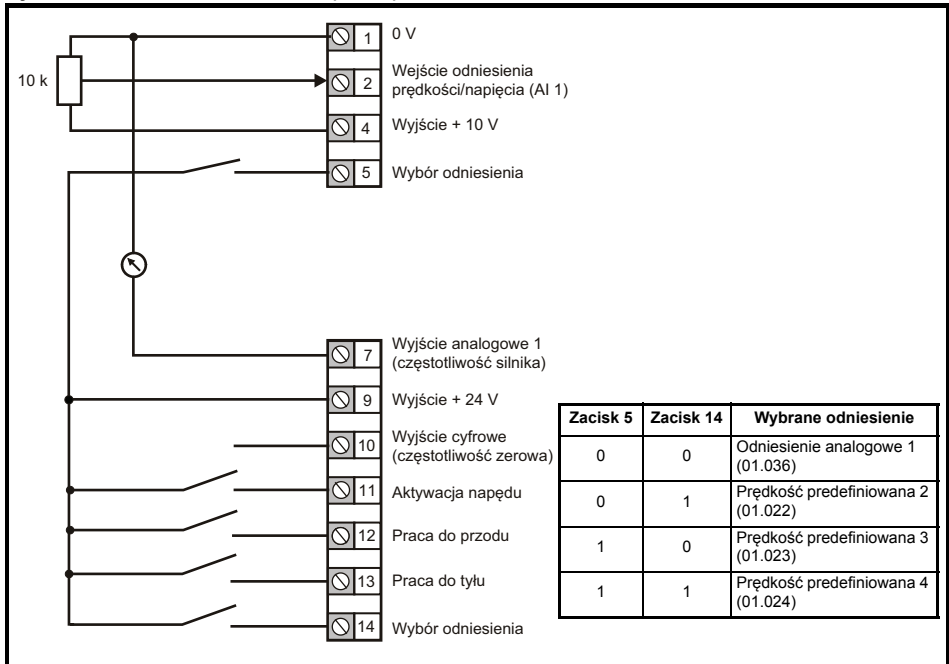 1 0 V
10 k
2 Wejście odniesienia
prędkości/napięcia (AI 1)
4 Wyjście + 10 V
5 Wybór odniesienia
7 Wyjście analogowe 1
(częstotliwość silnika)
9 Wyjście + 24 V
10 Wyjście cyfrowe
(częstotliwość zerowa)
11 Aktywacja napędu
12 Praca do przodu
13 Praca do tyłu
14 Wybór odniesienia
Zacisk 5 Zacisk 14 Wybrane odniesienie
0 0 Odniesienie analogowe 1
(01.036)
0 1 Prędkość predefiniowana 2
(01.022)
1 0 Prędkość predefiniowana 3
(01.023)
1 1 Prędkość predefiniowana 4
(01.024)